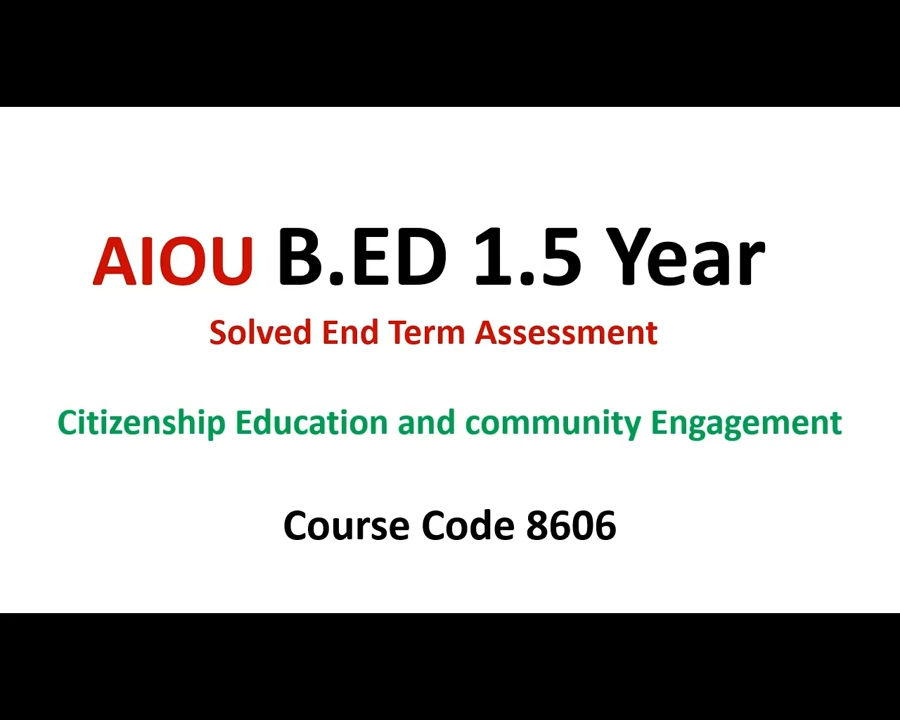 AIOU B.ED 1.5 Year
Solved End Term Assessment
Citizenship Education and community Engagement
Course Code 8606